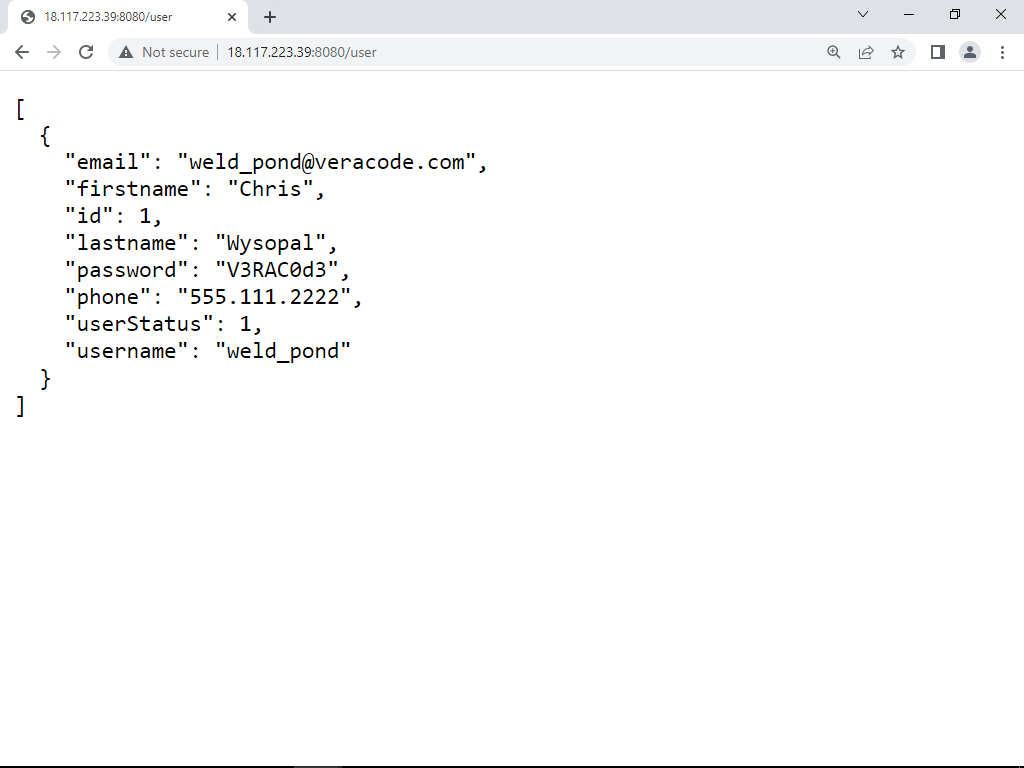 18.117.223.39:8080/user
Not secure
18.117.223.39:8080/user
[
{
"email": "weld_pond@veracode.com",
"firstname": "Chris",
"id": 1,
"lastname": "Wysopal",
"password": "V3RAC0d3",
"phone": "555.111.2222",
"userStatus": 1,
"username": "weld_pond"
}
]